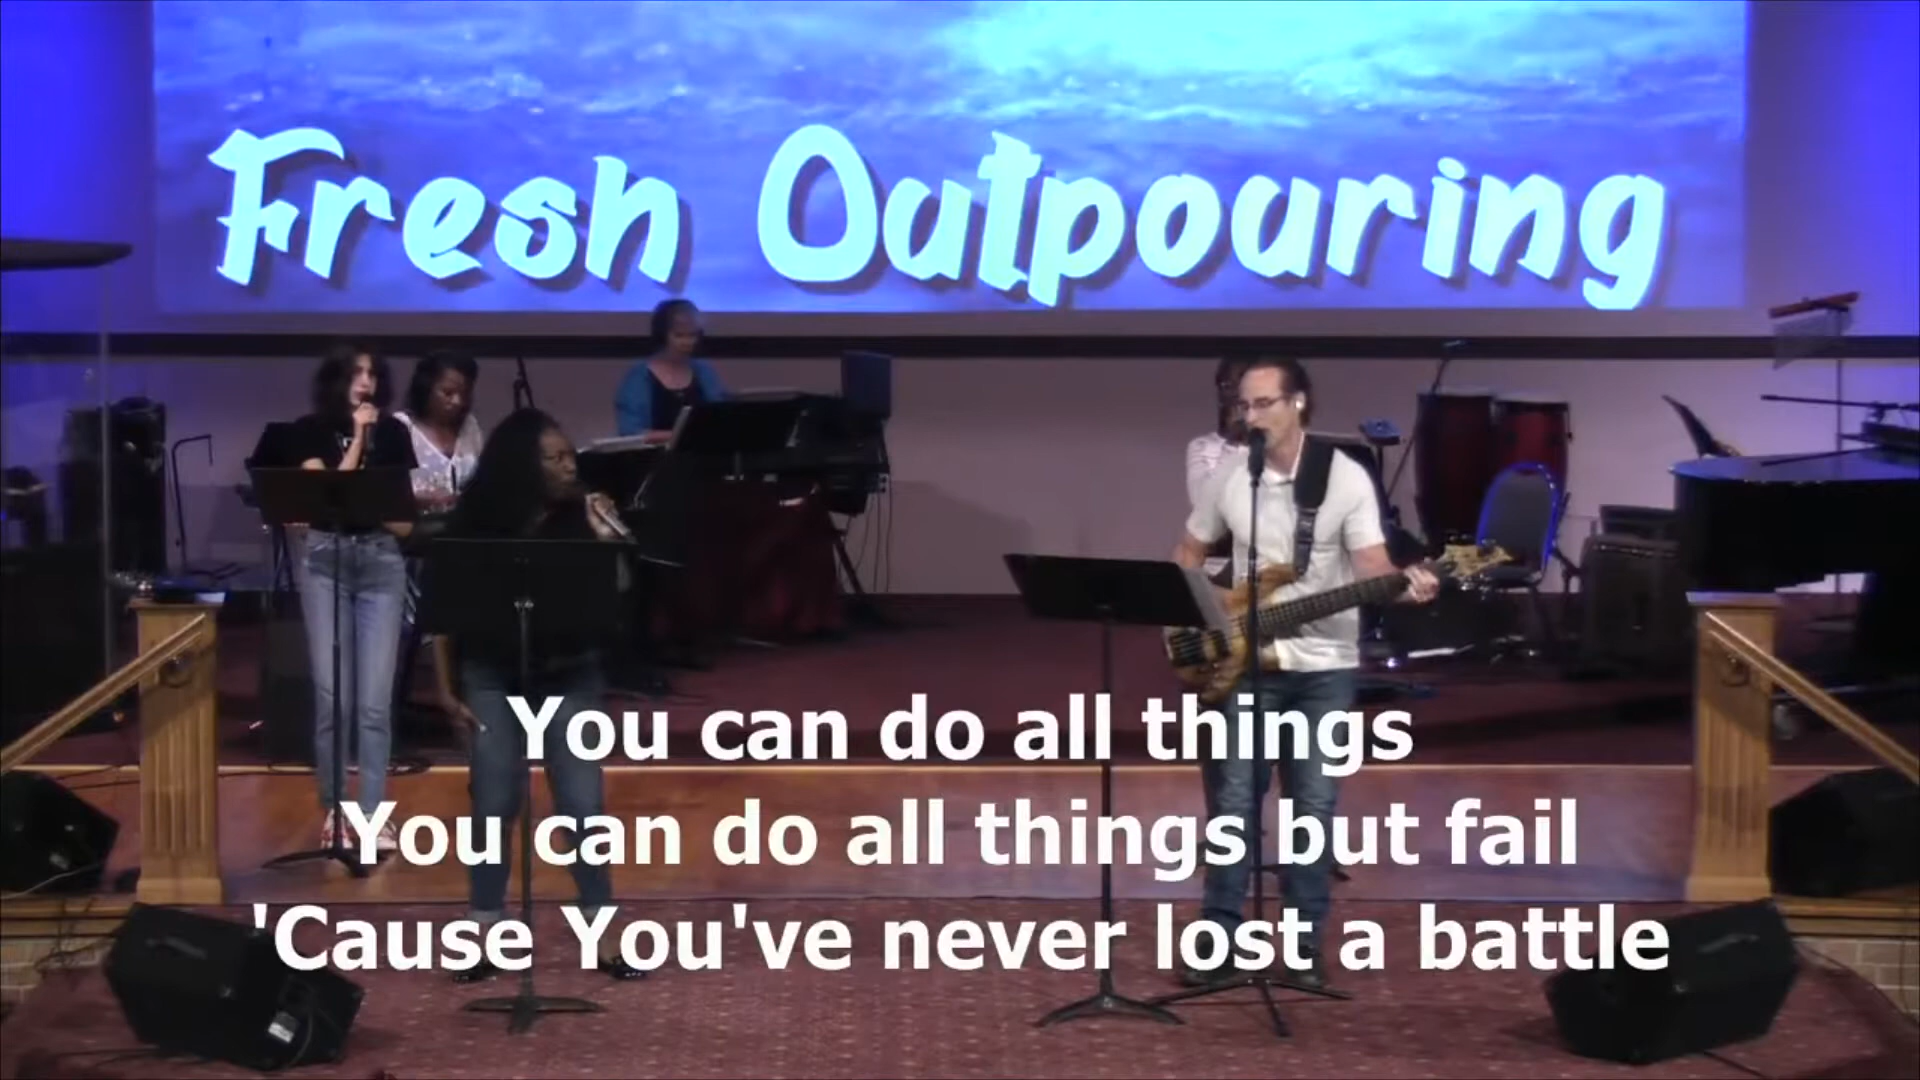 Fresh Outpouring
You can do all things
You can do all things but fail
'Cause You've never lost a battle